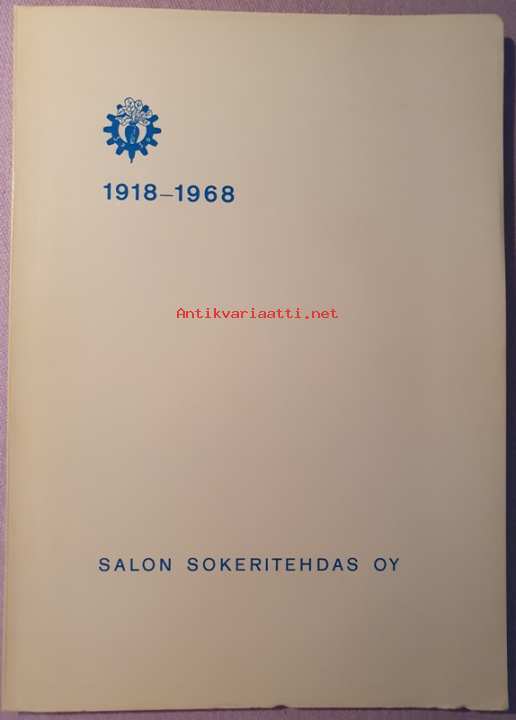 1918–1968
Antikvariaatti.net
SALON SOKERITEHDAS OY